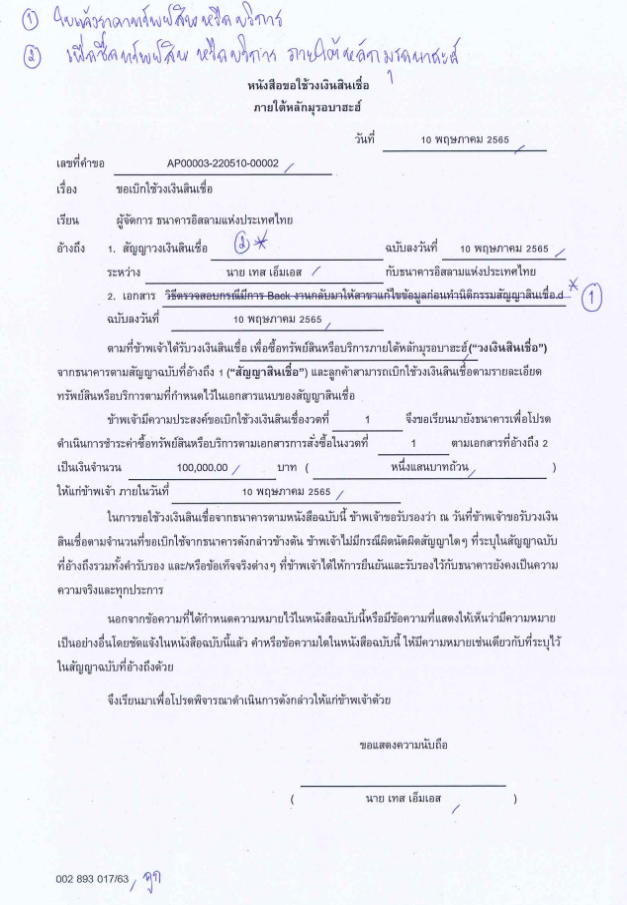 ① ใบแจ้งราคาทรัพย์สินหรือบริการ
② เพื่อซื้อทรัพย์สิน หรือบริการ ภายใต้หลักมุรอบาฮะฮ์
หนังสือขอใช้วงเงินสินเชื่อ
ภายใต้หลักมุรอบาฮะฮ์
วันที่ 10 พฤษภาคม 2565
เลขที่คำขอ AP00003-220510-00002
เรื่อง ขอเบิกใช้วงเงินสินเชื่อ
เรียน ผู้จัดการ ธนาคารอิสลามแห่งประเทศไทย
อ้างถึง 1. สัญญาวงเงินสินเชื่อ ②* ฉบับลงวันที่ 10 พฤษภาคม 2565
ระหว่าง นาย เทส เอ็มเอส กับธนาคารอิสลามแห่งประเทศไทย
2. เอกสาร วิธีตรวจสอบกรณีมีการ Back งานกลับมาให้สาขาแก้ไขข้อมูลก่อนทำนิติกรรมสัญญาสินเชื่อ.d * ①
ฉบับลงวันที่ 10 พฤษภาคม 2565
ตามที่ข้าพเจ้าได้รับวงเงินสินเชื่อ เพื่อซื้อทรัพย์สินหรือบริการภายใต้หลักมุรอบาฮะฮ์ ("วงเงินสินเชื่อ")
จากธนาคารตามสัญญาฉบับที่อ้างถึง 1 ("สัญญาสินเชื่อ") และลูกค้าสามารถเบิกใช้วงเงินสินเชื่อตามรายละเอียด
ทรัพย์สินหรือบริการตามที่กำหนดไว้ในเอกสารแนบของสัญญาสินเชื่อ
ข้าพเจ้ามีความประสงค์ขอเบิกใช้วงเงินสินเชื่องวดที่ 1 จึงขอเรียนมายังธนาคารเพื่อโปรด
ดำเนินการชำระค่าซื้อทรัพย์สินหรือบริการตามเอกสารการสั่งซื้อในงวดที่ 1 ตามเอกสารที่อ้างถึง 2
เป็นเงินจำนวน 100,000.00 บาท ( หนึ่งแสนบาทถ้วน )
ให้แก่ข้าพเจ้า ภายในวันที่ 10 พฤษภาคม 2565
ในการขอใช้วงเงินสินเชื่อจากธนาคารตามหนังสือฉบับนี้ ข้าพเจ้าขอรับรองว่า ณ วันที่ข้าพเจ้าขอรับวงเงิน
สินเชื่อตามจำนวนที่ขอเบิกใช้จากธนาคารดังกล่าวข้างต้น ข้าพเจ้าไม่มีกรณีผิดนัดผิดสัญญาใดๆ ที่ระบุในสัญญาฉบับ
ที่อ้างถึงรวมทั้งคำรับรอง และ/หรือข้อเท็จจริงต่างๆ ที่ข้าพเจ้าได้ให้การยืนยันและรับรองไว้กับธนาคารยังคงเป็นความ
ความจริงและทุกประการ
นอกจากข้อความที่ได้กำหนดความหมายไว้ในหนังสือฉบับนี้หรือมีข้อความที่แสดงให้เห็นว่ามีความหมาย
เป็นอย่างอื่นโดยชัดแจ้งในหนังสือฉบับนี้แล้ว คำหรือข้อความใดในหนังสือฉบับนี้ ให้มีความหมายเช่นเดียวกับที่ระบุไว้
ในสัญญาฉบับที่อ้างถึงด้วย
จึงเรียนมาเพื่อโปรดพิจารณาดำเนินการดังกล่าวให้แก่ข้าพเจ้าด้วย
ขอแสดงความนับถือ
( นาย เทส เอ็มเอส )
002 893 017/63